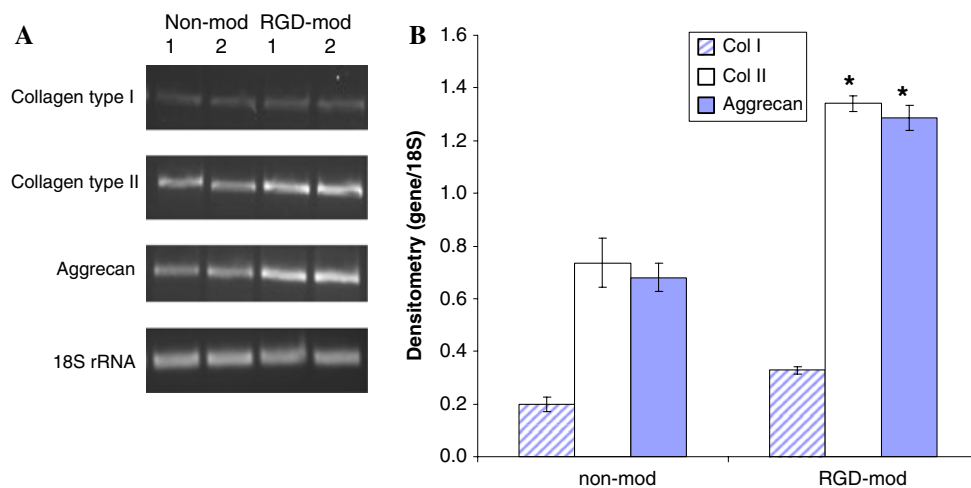 A
Non-mod RGD-mod
1 2 1 2
Collagen type I
Collagen type II
Aggrecan
18S rRNA
B
Densitometry (gene/18S)
1.6
1.4
1.2
1.0
0.8
0.6
0.4
0.2
0.0
Col I
Col II
Aggrecan
* *
non-mod RGD-mod